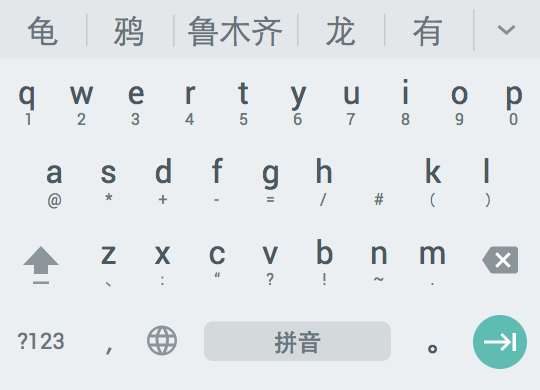 龟 鸦 鲁木齐 龙 有
q w e r t y u i o p
1 2 3 4 5 6 7 8 9 0
a s d f g h k l
@ * + - = / # ( )
z x c v b n m
、 : “ ? ! ~ .
?123 , 拼音 。